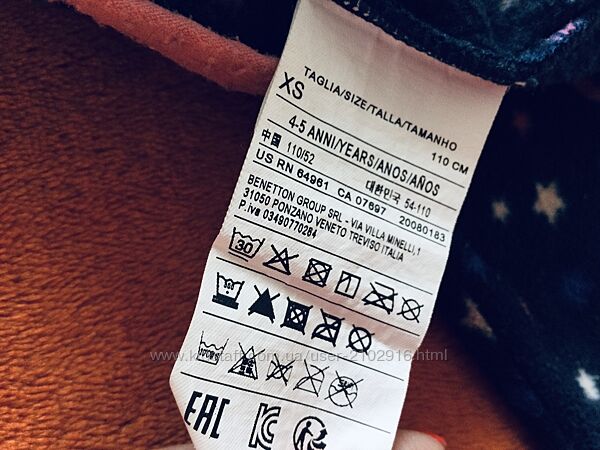 TAGLIA/SIZE/TALLA/TAMANHO
XS
110 CM
4-5 ANNI/YEARS/ANOS/AÑOS
中国 110/52
대한민국 54-110
US RN 64961 CA 07697 20080183
BENETTON GROUP SRL - VIA VILLA MINELLI,1
31050 PONZANO VENETO TREVISO ITALIA
P.iva 03490770264
30
EAC